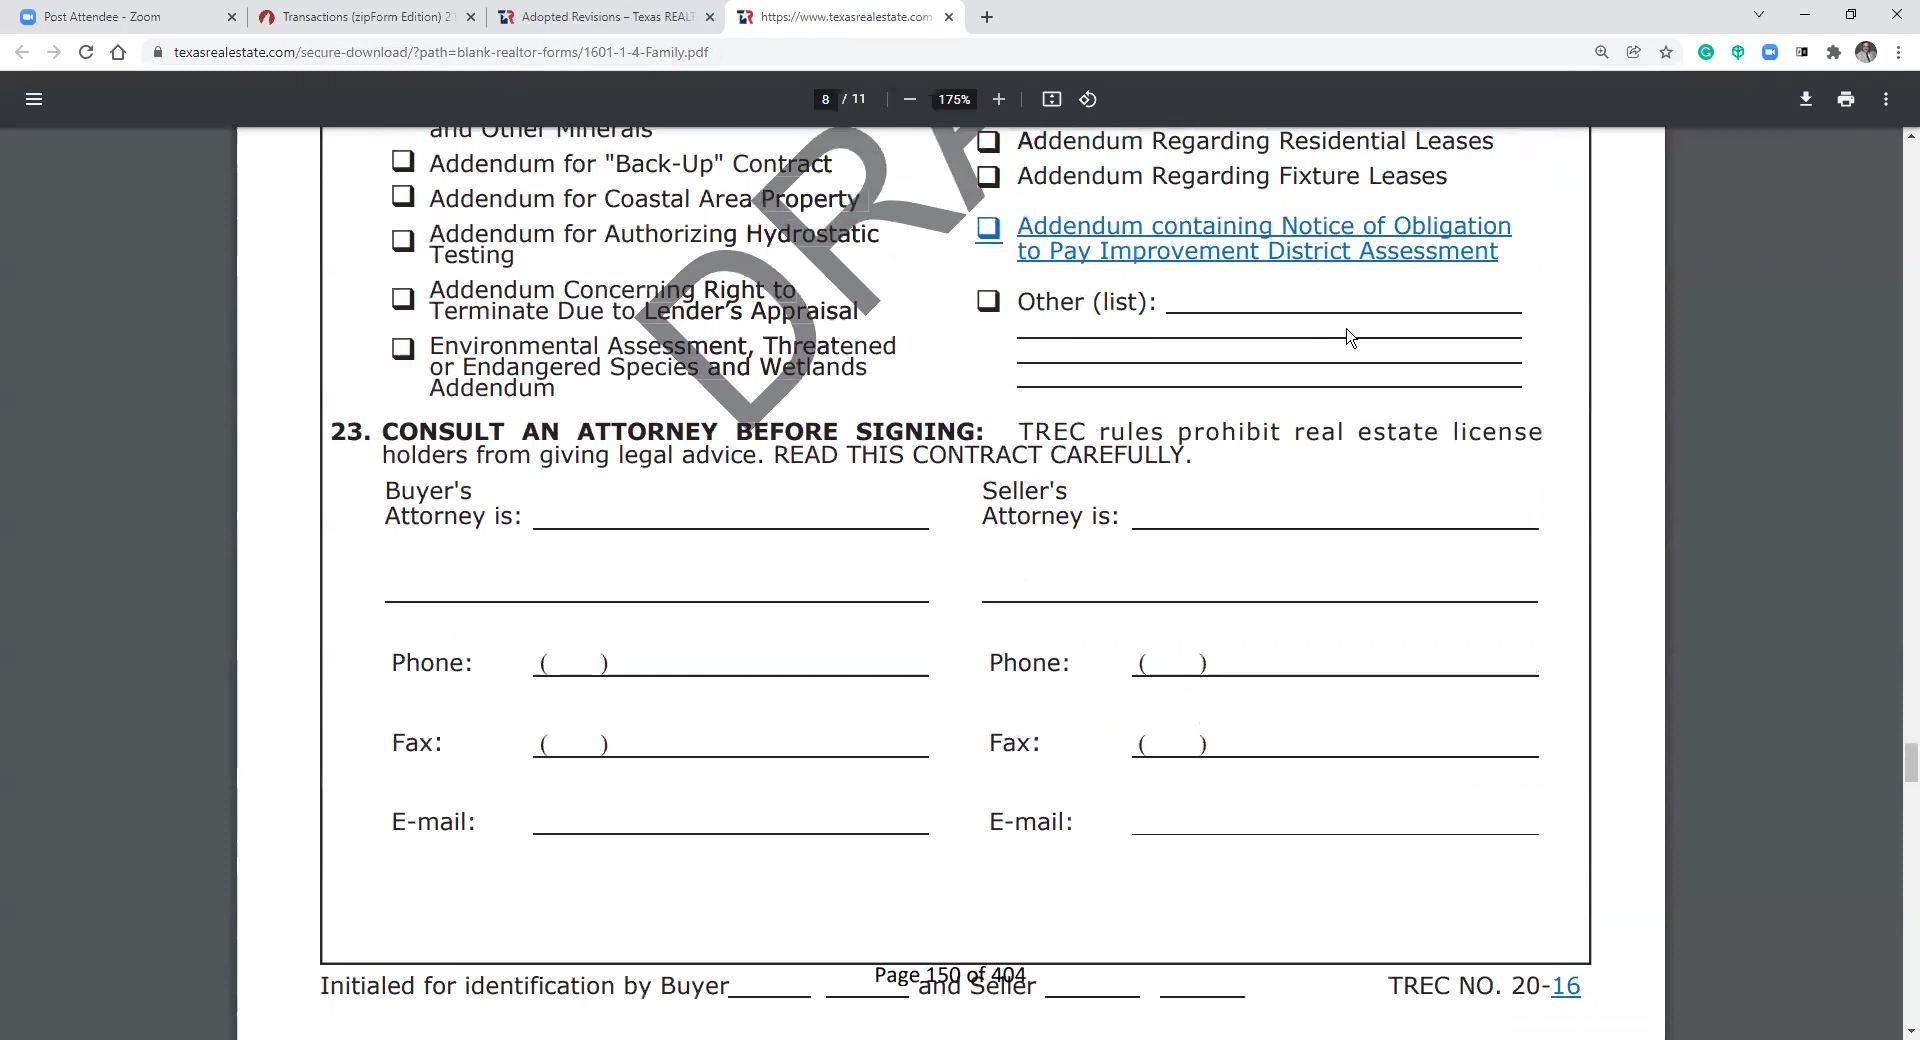 Post Attendee - Zoom
Transactions (zipForm Edition) 2
Adopted Revisions – Texas REALT
https://www.texasrealestate.com
texasrealestate.com/secure-download/?path=blank-realtor-forms/1601-1-4-Family.pdf
8 / 11
175%
and Other Minerals
Addendum for "Back-Up" Contract
Addendum for Coastal Area Property
Addendum for Authorizing Hydrostatic
Testing
Addendum Concerning Right to
Terminate Due to Lender's Appraisal
Environmental Assessment, Threatened
or Endangered Species and Wetlands
Addendum
Addendum Regarding Residential Leases
Addendum Regarding Fixture Leases
Addendum containing Notice of Obligation
to Pay Improvement District Assessment
Other (list):
DRA
23. CONSULT AN ATTORNEY BEFORE SIGNING: TREC rules prohibit real estate license
holders from giving legal advice. READ THIS CONTRACT CAREFULLY.
Buyer's
Attorney is:
Phone: ( )
Fax: ( )
E-mail:
Seller's
Attorney is:
Phone: ( )
Fax: ( )
E-mail:
Page 150 of 404
Initialed for identification by Buyer and Seller TREC NO. 20-16